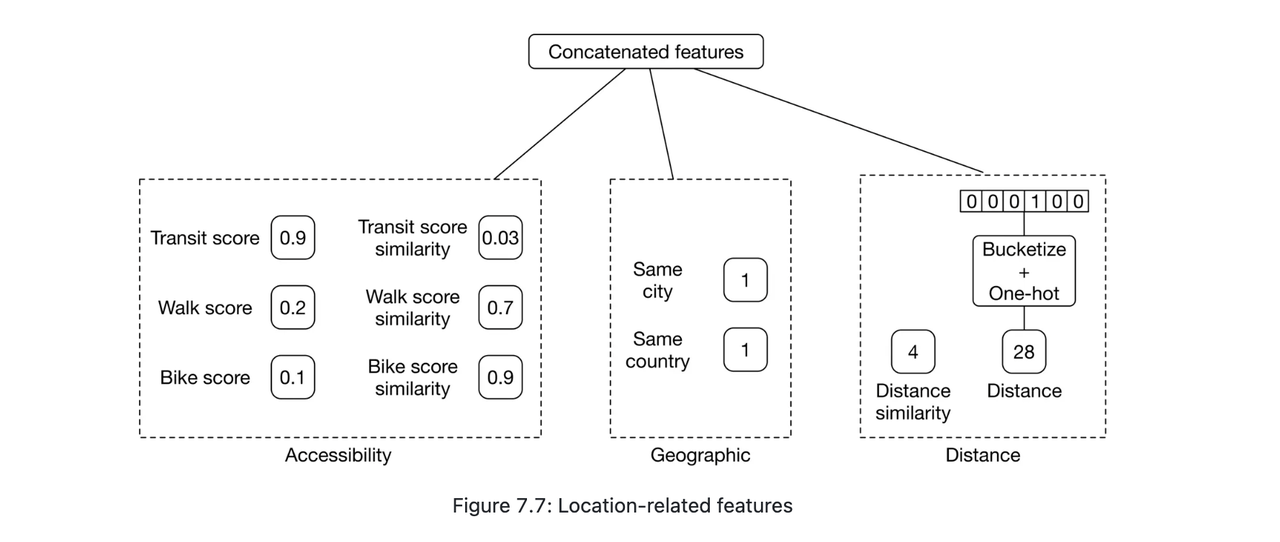 Concatenated features
Transit score
0.9
Transit score
similarity
0.03
Walk score
0.2
Walk score
similarity
0.7
Bike score
0.1
Bike score
similarity
0.9
Accessibility
Same
city
1
Same
country
1
Geographic
0 0 0 1 0 0
Bucketize
+
One-hot
4
28
Distance
similarity
Distance
Distance
Figure 7.7: Location-related features